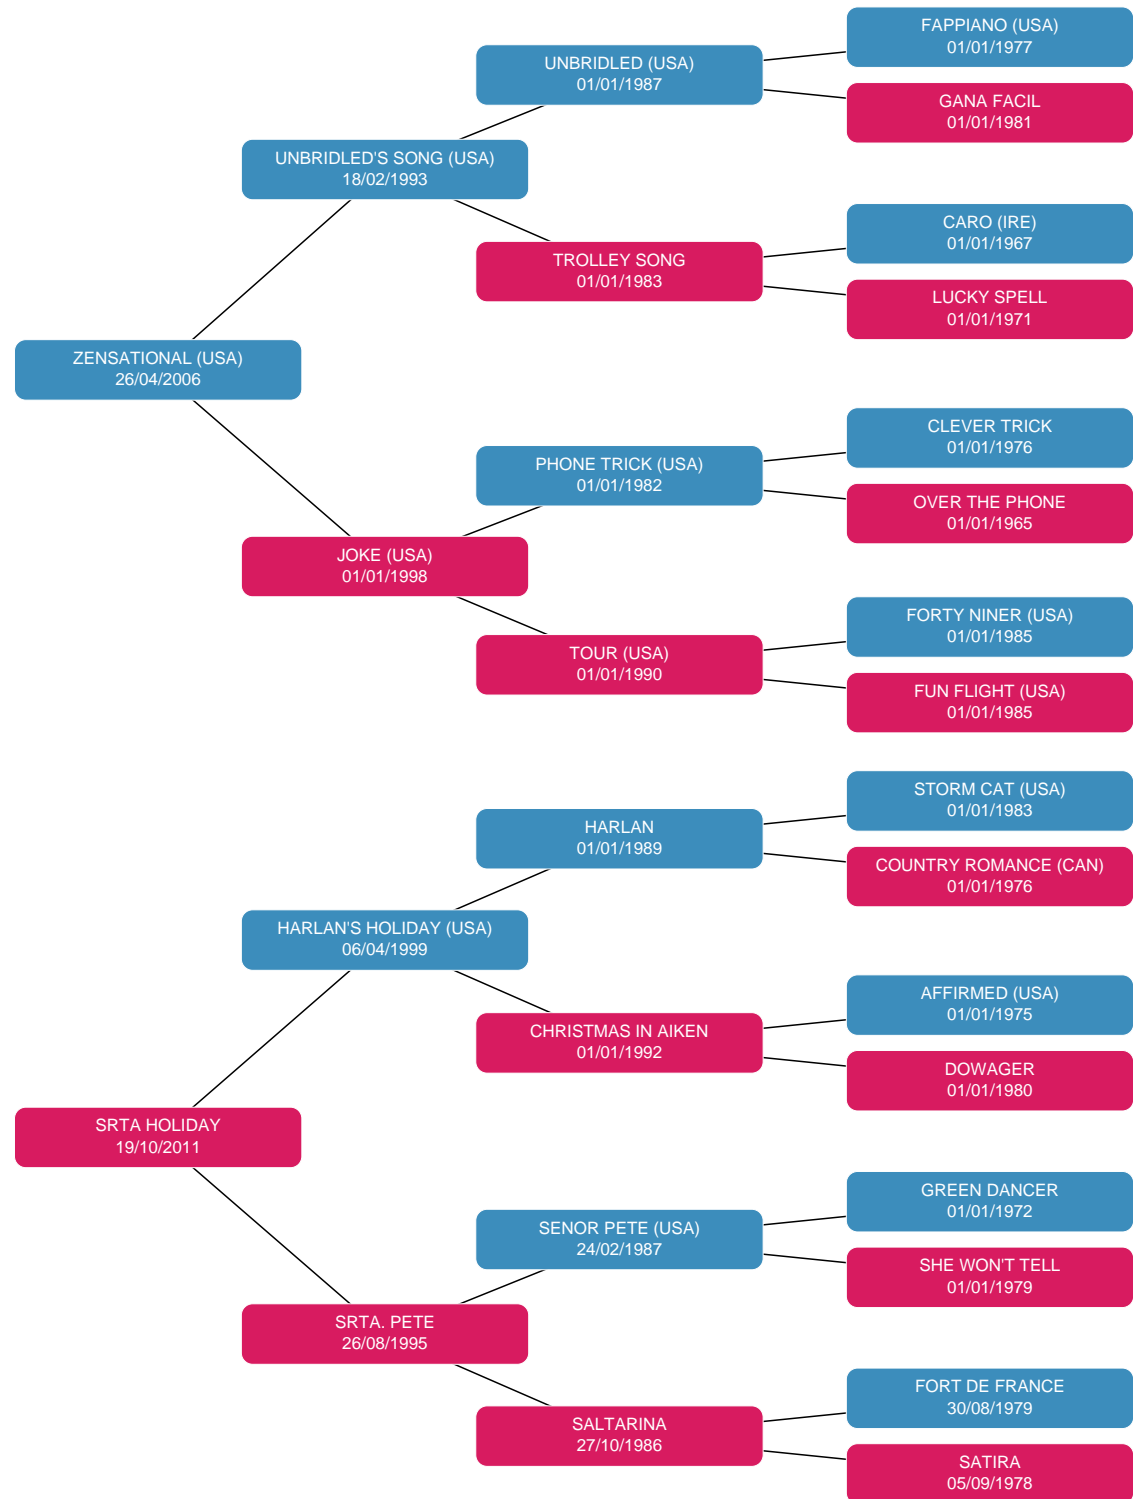 FAPPIANO (USA)
01/01/1977
UNBRIDLED (USA)
01/01/1987
GANA FACIL
01/01/1981
UNBRIDLED'S SONG (USA)
18/02/1993
CARO (IRE)
01/01/1967
TROLLEY SONG
01/01/1983
LUCKY SPELL
01/01/1971
ZENSATIONAL (USA)
26/04/2006
CLEVER TRICK
01/01/1976
PHONE TRICK (USA)
01/01/1982
OVER THE PHONE
01/01/1965
JOKE (USA)
01/01/1998
FORTY NINER (USA)
01/01/1985
TOUR (USA)
01/01/1990
FUN FLIGHT (USA)
01/01/1985
STORM CAT (USA)
01/01/1983
HARLAN
01/01/1989
COUNTRY ROMANCE (CAN)
01/01/1976
HARLAN'S HOLIDAY (USA)
06/04/1999
AFFIRMED (USA)
01/01/1975
CHRISTMAS IN AIKEN
01/01/1992
DOWAGER
01/01/1980
SRTA HOLIDAY
19/10/2011
GREEN DANCER
01/01/1972
SENOR PETE (USA)
24/02/1987
SHE WON'T TELL
01/01/1979
SRTA. PETE
26/08/1995
FORT DE FRANCE
30/08/1979
SALTARINA
27/10/1986
SATIRA
05/09/1978